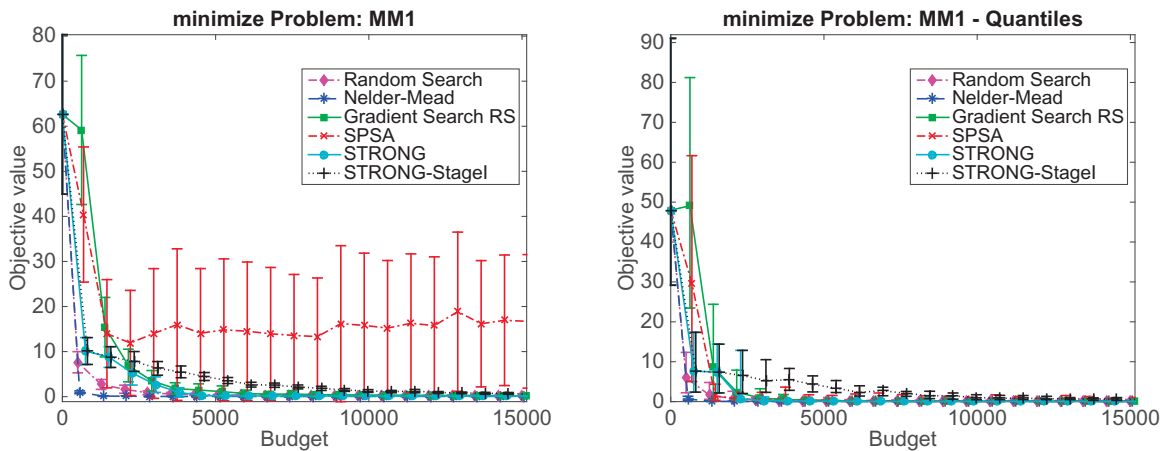 minimize Problem: MM1
80
70
60
50
40
30
20
10
0
Objective value
0
5000
10000
15000
Budget
Random Search
Nelder-Mead
Gradient Search RS
SPSA
STRONG
STRONG-StageI
minimize Problem: MM1 - Quantiles
90
80
70
60
50
40
30
20
10
0
Objective value
0
5000
10000
15000
Budget
Random Search
Nelder-Mead
Gradient Search RS
SPSA
STRONG
STRONG-StageI